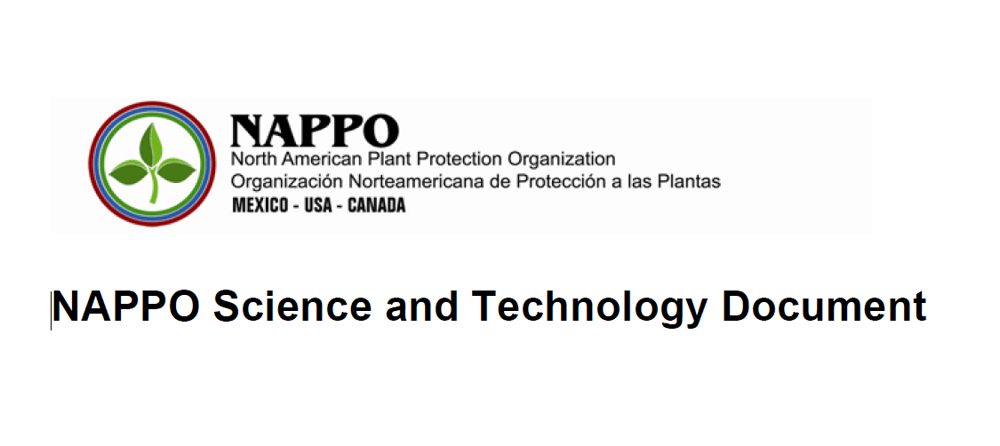 NAPPO
North American Plant Protection Organization
Organización Norteamericana de Protección a las Plantas
MEXICO - USA - CANADA
NAPPO Science and Technology Document